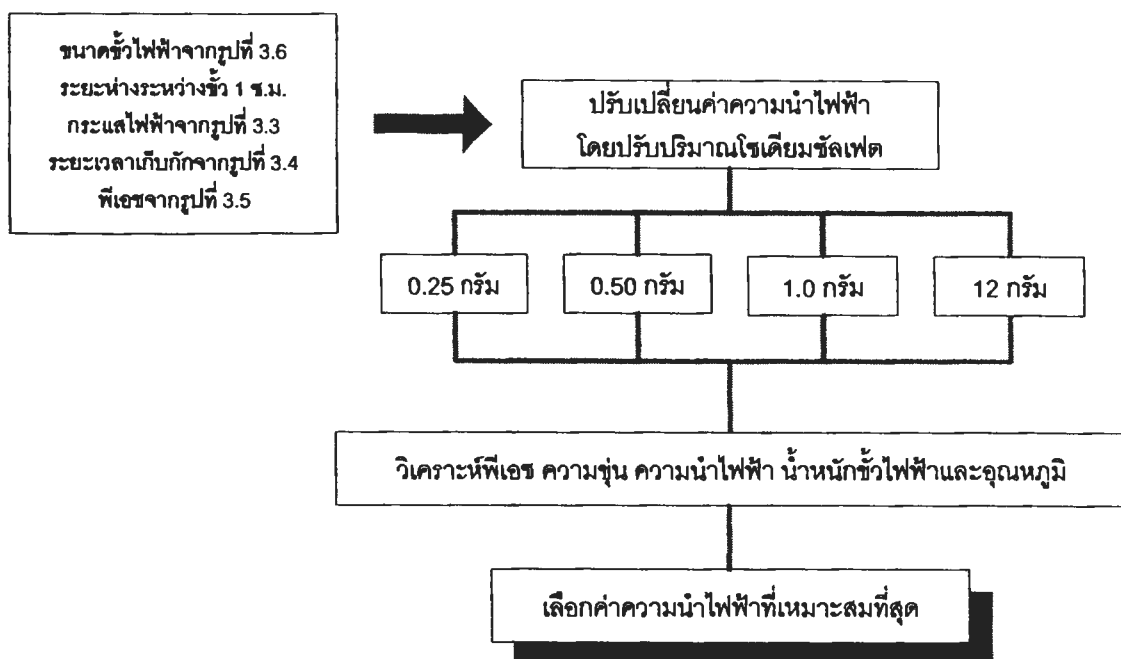 ขนาดขั้วไฟฟ้าจากรูปที่ 3.6
ระยะห่างระหว่างขั้ว 1 ซ.ม.
กระแสไฟฟ้าจากรูปที่ 3.3
ระยะเวลาเก็บกักจากรูปที่ 3.4
พีเอชจากรูปที่ 3.5
ปรับเปลี่ยนค่าความนำไฟฟ้า
โดยปรับปริมาณโซเดียมซัลเฟต
0.25 กรัม
0.50 กรัม
1.0 กรัม
12 กรัม
วิเคราะห์พีเอช ความขุ่น ความนำไฟฟ้า น้ำหนักขั้วไฟฟ้าและอุณหภูมิ
เลือกค่าความนำไฟฟ้าที่เหมาะสมที่สุด